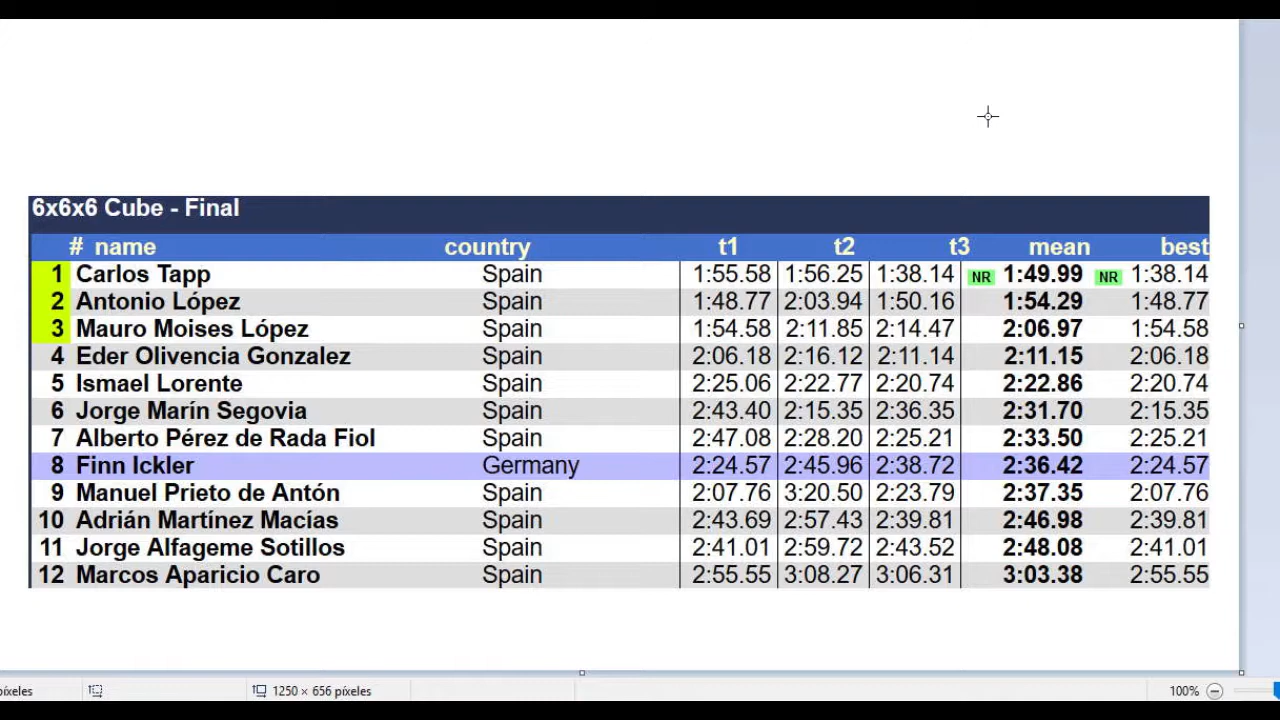 6x6x6 Cube - Final
# name country t1 t2 t3 mean best
1 Carlos Tapp Spain 1:55.58 1:56.25 1:38.14 NR 1:49.99 NR 1:38.14
2 Antonio López Spain 1:48.77 2:03.94 1:50.16 1:54.29 1:48.77
3 Mauro Moises López Spain 1:54.58 2:11.85 2:14.47 2:06.97 1:54.58
4 Eder Olivencia Gonzalez Spain 2:06.18 2:16.12 2:11.14 2:11.15 2:06.18
5 Ismael Lorente Spain 2:25.06 2:22.77 2:20.74 2:22.86 2:20.74
6 Jorge Marín Segovia Spain 2:43.40 2:15.35 2:36.35 2:31.70 2:15.35
7 Alberto Pérez de Rada Fiol Spain 2:47.08 2:28.20 2:25.21 2:33.50 2:25.21
8 Finn Ickler Germany 2:24.57 2:45.96 2:38.72 2:36.42 2:24.57
9 Manuel Prieto de Antón Spain 2:07.76 3:20.50 2:23.79 2:37.35 2:07.76
10 Adrián Martínez Macías Spain 2:43.69 2:57.43 2:39.81 2:46.98 2:39.81
11 Jorge Alfageme Sotillos Spain 2:41.01 2:59.72 2:43.52 2:48.08 2:41.01
12 Marcos Aparicio Caro Spain 2:55.55 3:08.27 3:06.31 3:03.38 2:55.55
píxeles 1250 × 656 píxeles 100%